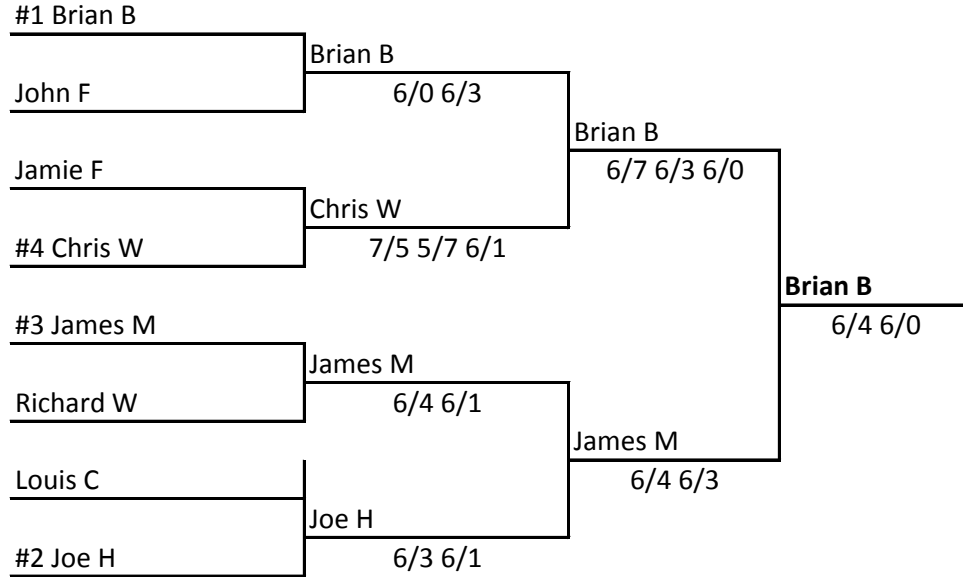 #1 Brian B
Brian B
John F
6/0 6/3
Brian B
Jamie F
6/7 6/3 6/0
Chris W
#4 Chris W
7/5 5/7 6/1
Brian B
#3 James M
6/4 6/0
James M
Richard W
6/4 6/1
James M
Louis C
6/4 6/3
Joe H
#2 Joe H
6/3 6/1